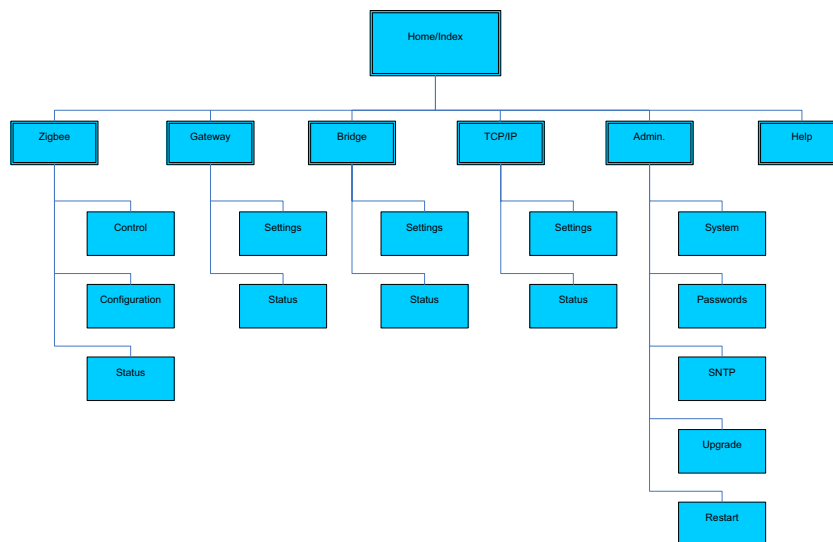 Home/Index
Zigbee
Gateway
Bridge
TCP/IP
Admin.
Help
Control
Settings
Settings
Settings
System
Configuration
Status
Status
Status
Passwords
Status
SNTP
Upgrade
Restart